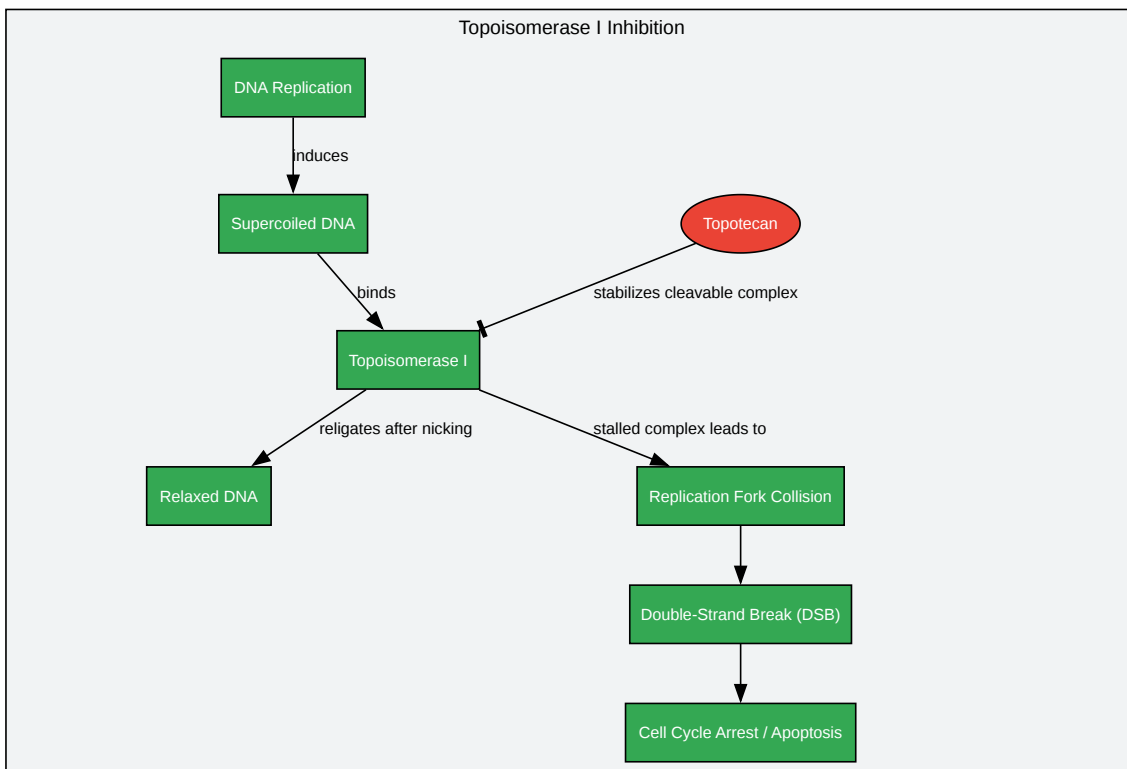 Topoisomerase I Inhibition
DNA Replication
induces
Supercoiled DNA
Topotecan
binds
stabilizes cleavable complex
Topoisomerase I
religates after nicking
stalled complex leads to
Relaxed DNA
Replication Fork Collision
Double-Strand Break (DSB)
Cell Cycle Arrest / Apoptosis